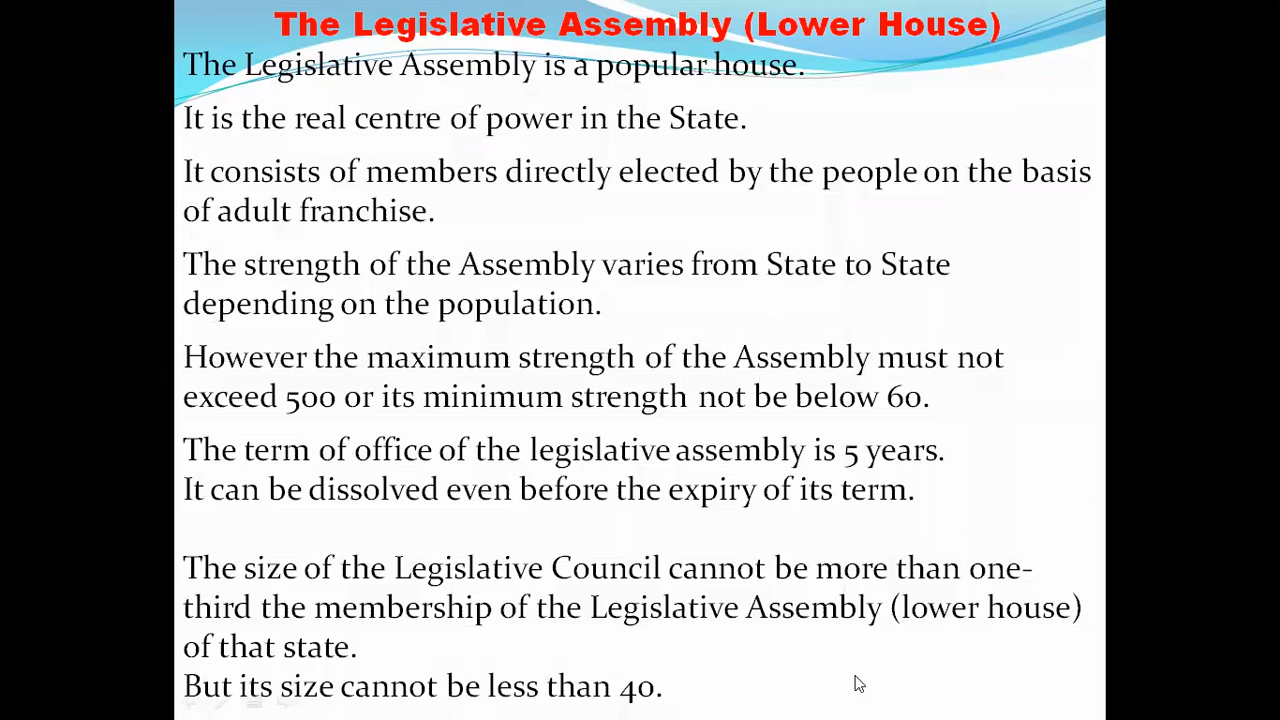 The Legislative Assembly (Lower House)
The Legislative Assembly is a popular house.
It is the real centre of power in the State.
It consists of members directly elected by the people on the basis
of adult franchise.
The strength of the Assembly varies from State to State
depending on the population.
However the maximum strength of the Assembly must not
exceed 500 or its minimum strength not be below 60.
The term of office of the legislative assembly is 5 years.
It can be dissolved even before the expiry of its term.
The size of the Legislative Council cannot be more than one-
third the membership of the Legislative Assembly (lower house)
of that state.
But its size cannot be less than 40.